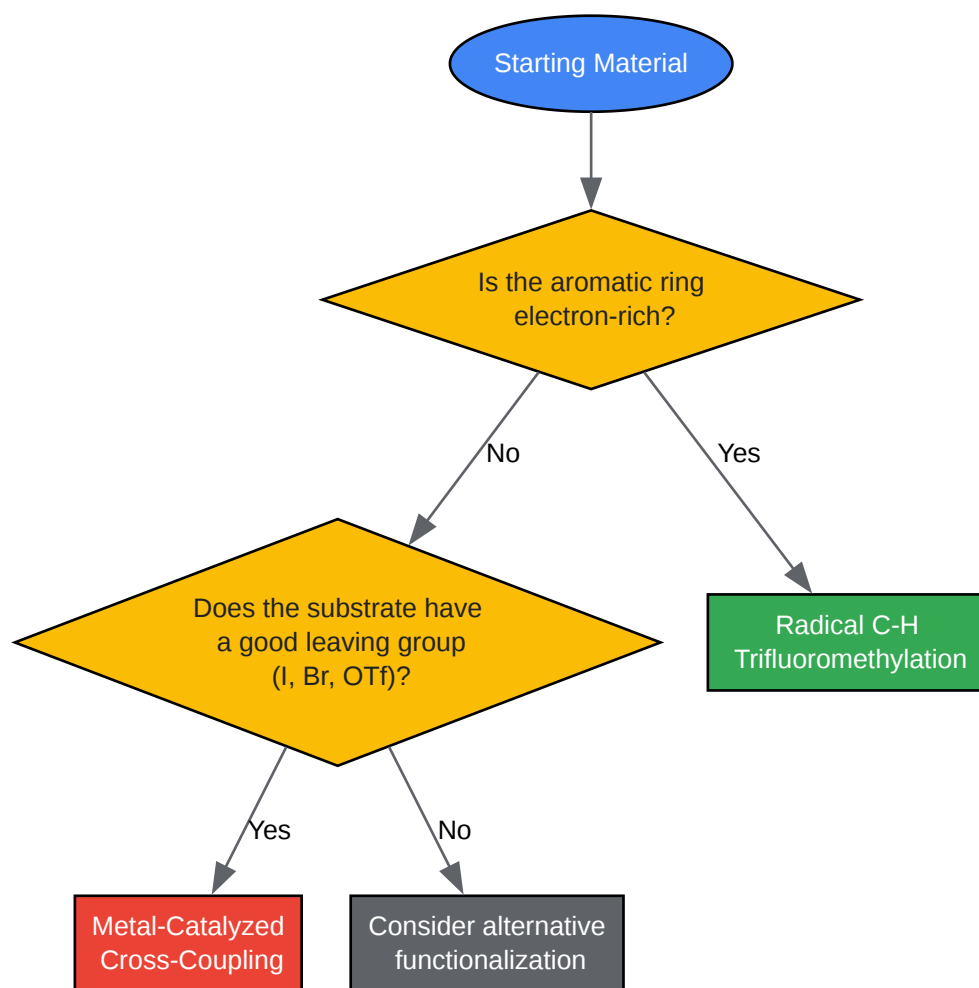 Starting Material
Is the aromatic ring
electron-rich?
No
Yes
Does the substrate have
a good leaving group
(I, Br, OTf)?
Radical C-H
Trifluoromethylation
Yes
No
Metal-Catalyzed
Cross-Coupling
Consider alternative
functionalization